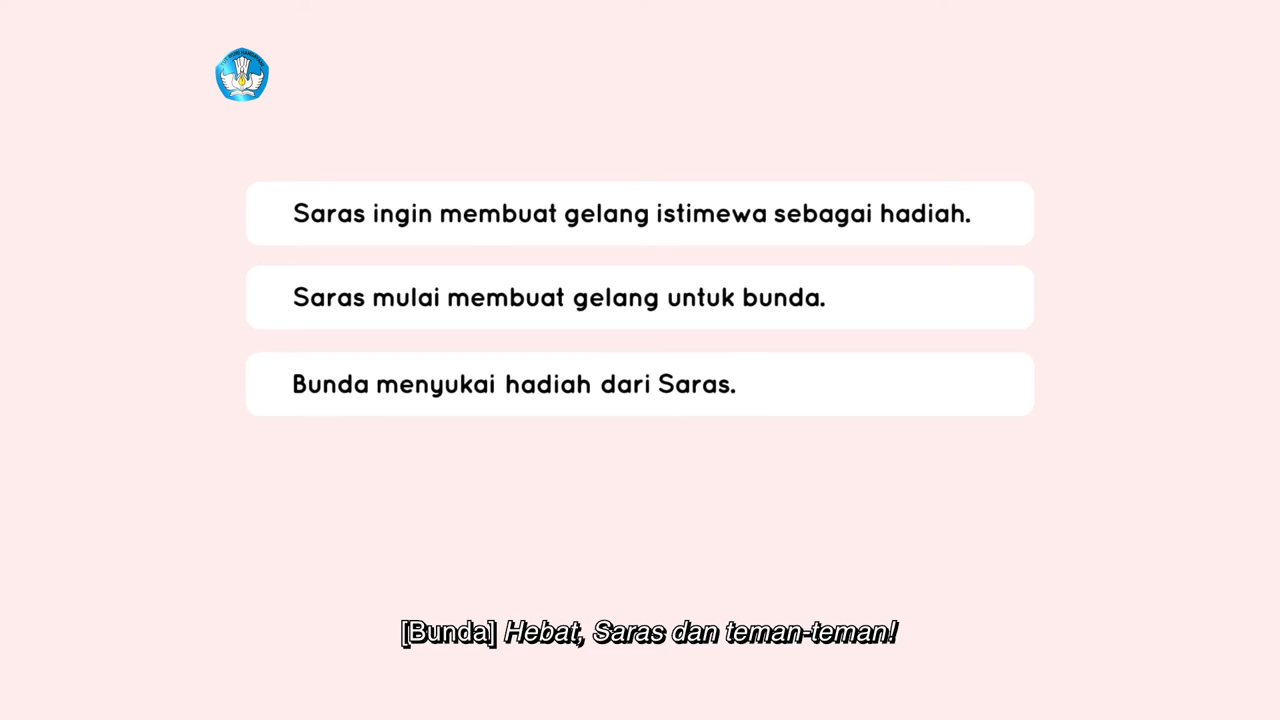 Saras ingin membuat gelang istimewa sebagai hadiah.
Saras mulai membuat gelang untuk bunda.
Bunda menyukai hadiah dari Saras.
[Bunda] Hebat, Saras dan teman-teman!